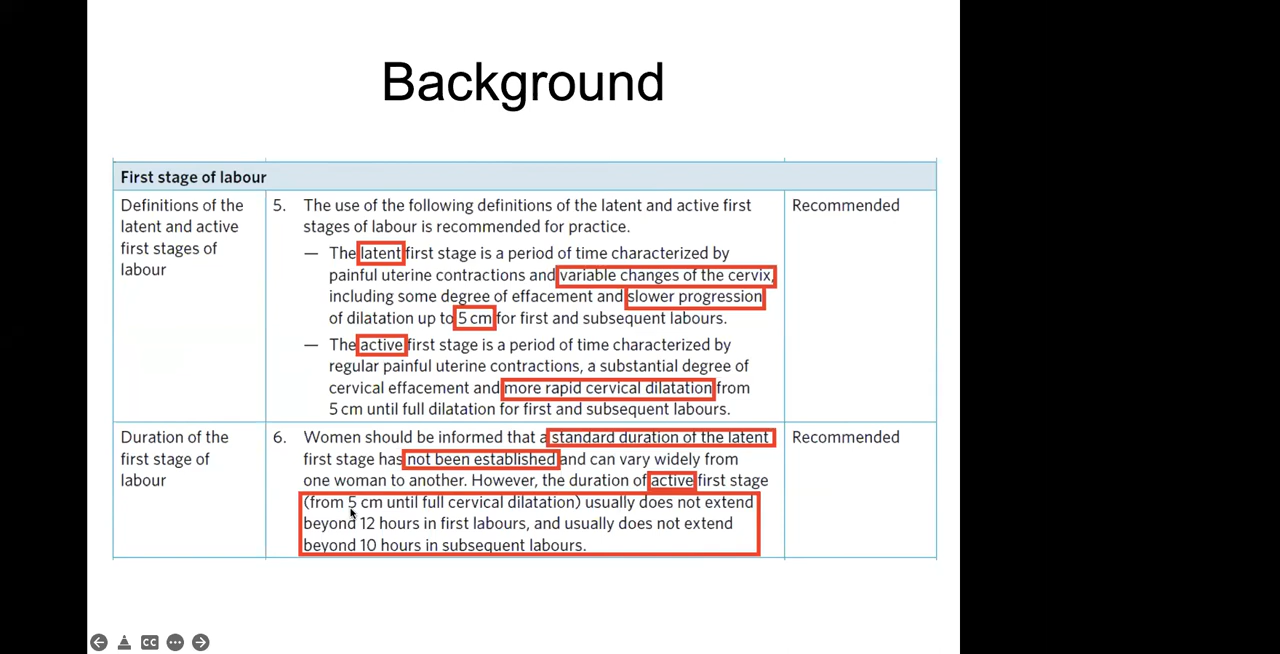 Background
First stage of labour
Definitions of the
latent and active
first stages of
labour
5. The use of the following definitions of the latent and active first
stages of labour is recommended for practice.
— The latent first stage is a period of time characterized by
painful uterine contractions and variable changes of the cervix,
including some degree of effacement and slower progression
of dilatation up to 5 cm for first and subsequent labours.
— The active first stage is a period of time characterized by
regular painful uterine contractions, a substantial degree of
cervical effacement and more rapid cervical dilatation from
5 cm until full dilatation for first and subsequent labours.
Recommended
Duration of the
first stage of
labour
6. Women should be informed that a standard duration of the latent
first stage has not been established and can vary widely from
one woman to another. However, the duration of active first stage
(from 5 cm until full cervical dilatation) usually does not extend
beyond 12 hours in first labours, and usually does not extend
beyond 10 hours in subsequent labours.
Recommended
CC